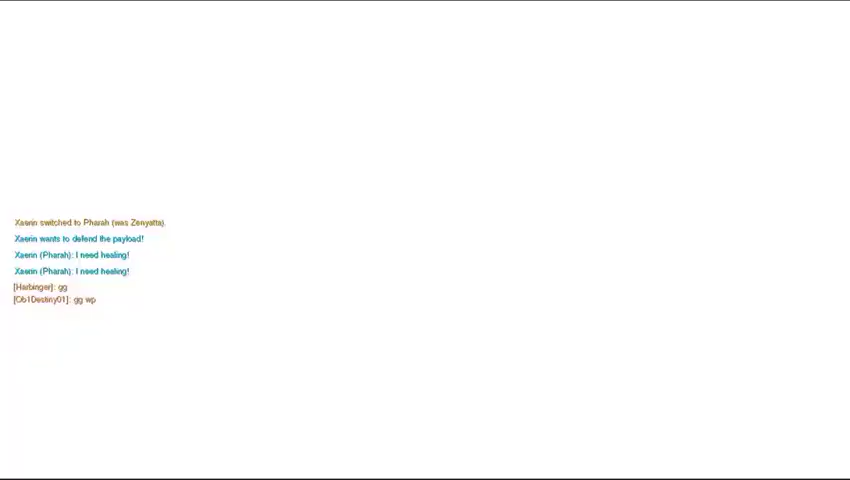 Xaerin switched to Pharah (was Zenyatta).
Xaerin wants to defend the payload!
Xaerin (Pharah): I need healing!
Xaerin (Pharah): I need healing!
[Harbinger]: gg
[Ob1Destiny01]: gg wp